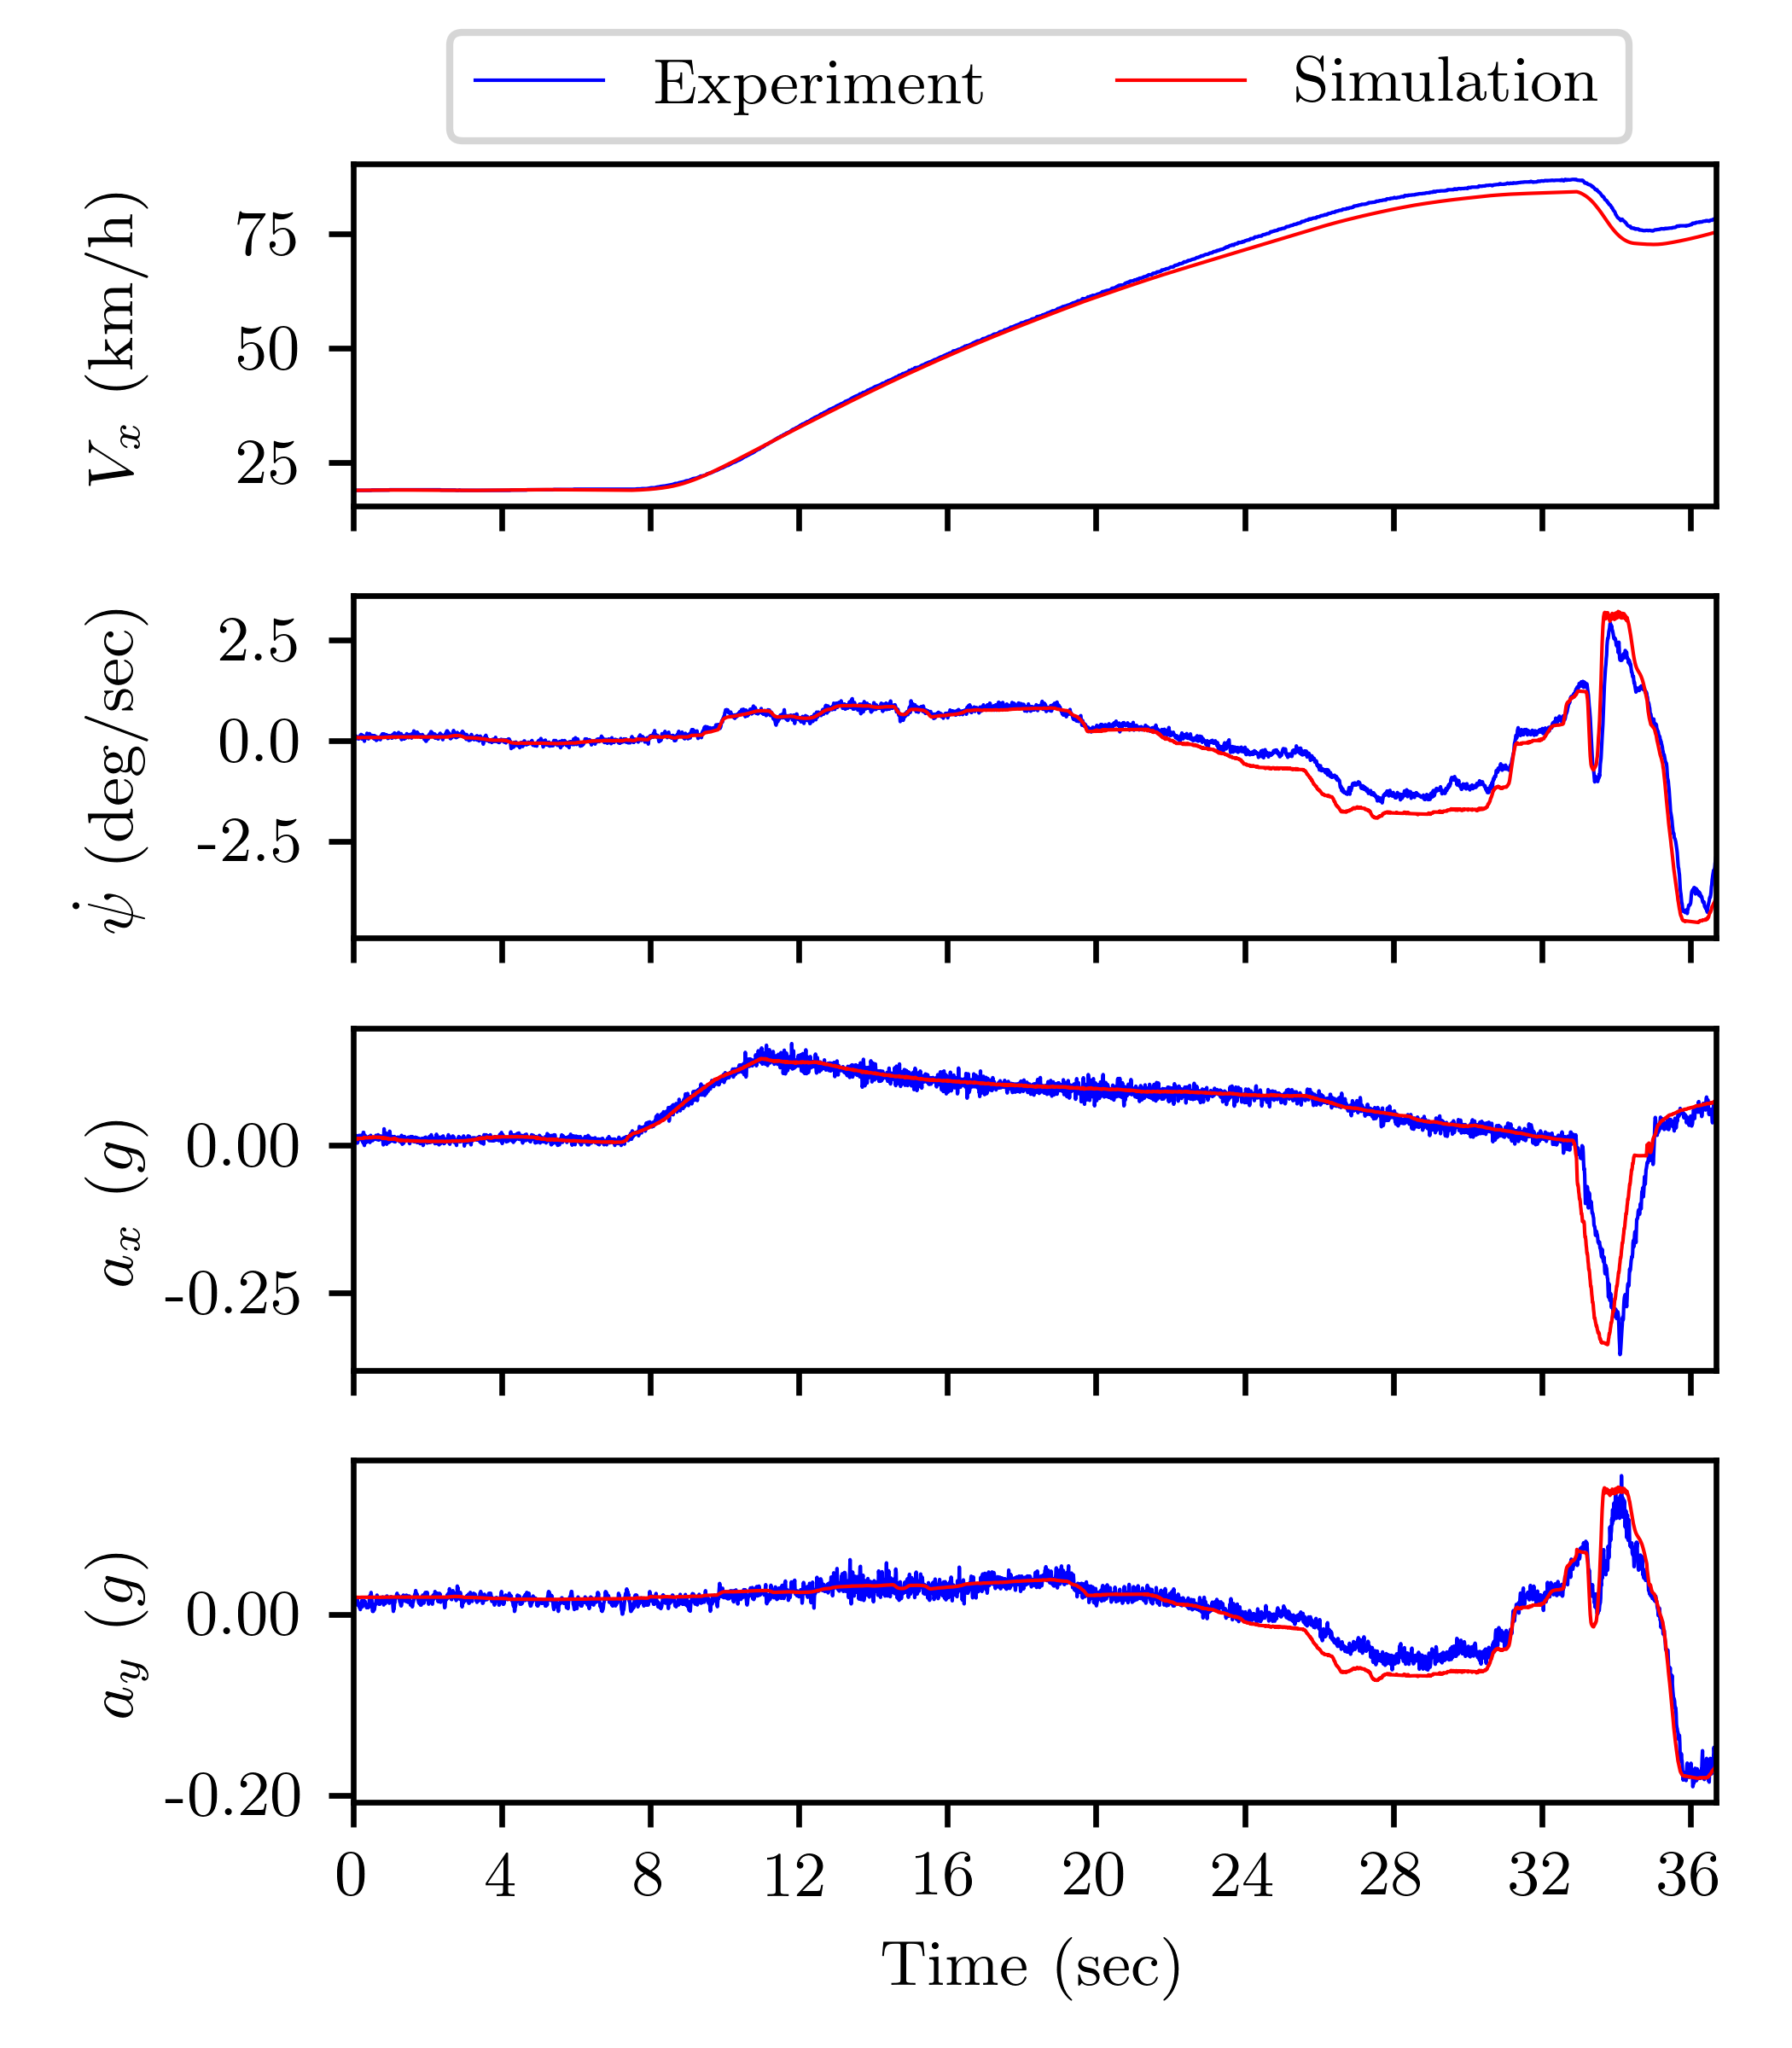 Experiment Simulation
V_x (km/h)
75
50
25
ψ̇ (deg/sec)
2.5
0.0
-2.5
a_x (g)
0.00
-0.25
a_y (g)
0.00
-0.20
0 4 8 12 16 20 24 28 32 36
Time (sec)